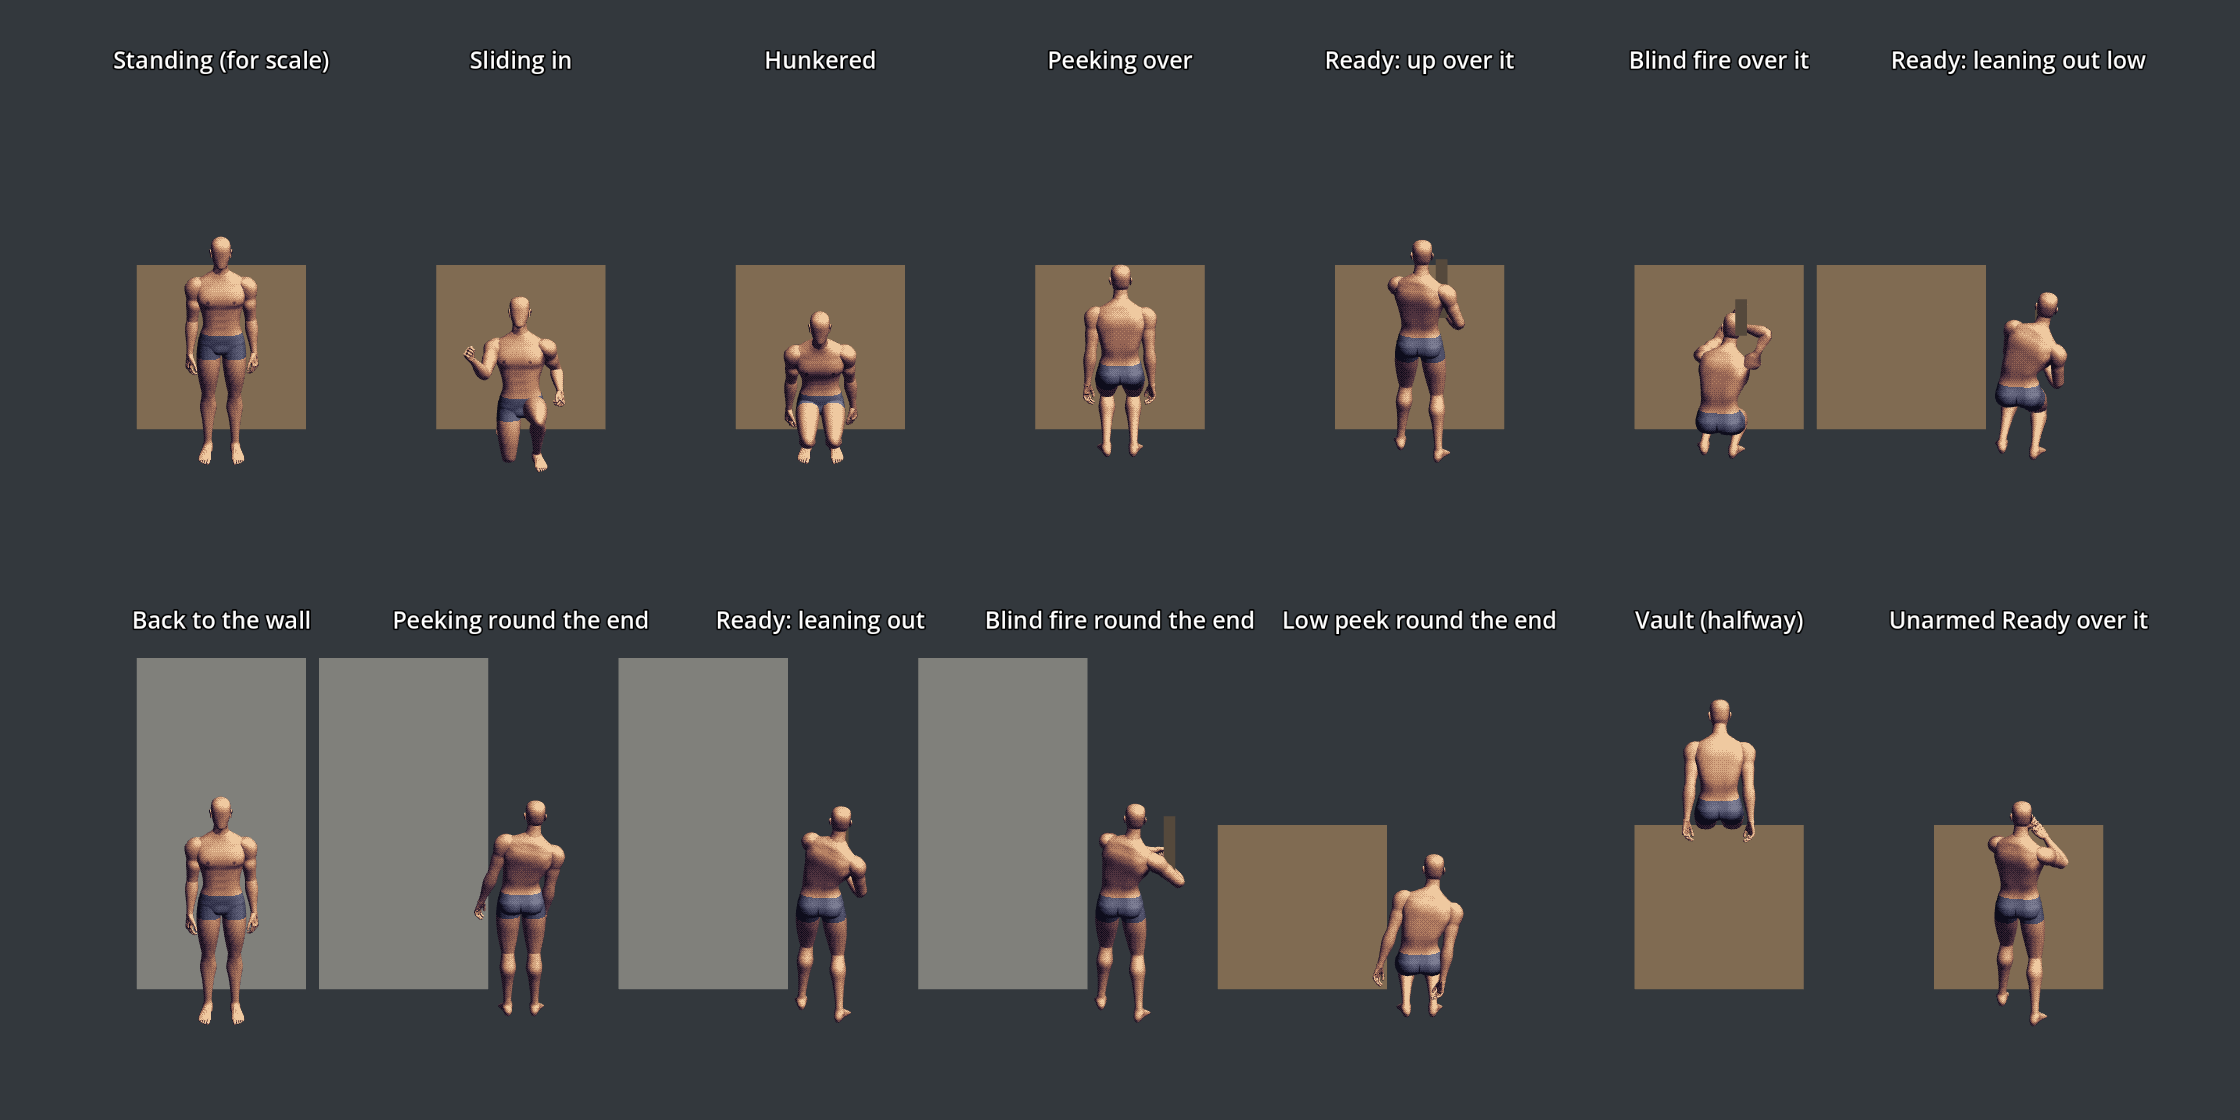 Standing (for scale)
Sliding in
Hunkered
Peeking over
Ready: up over it
Blind fire over it
Ready: leaning out low
Back to the wall
Peeking round the end
Ready: leaning out
Blind fire round the end
Low peek round the end
Vault (halfway)
Unarmed Ready over it